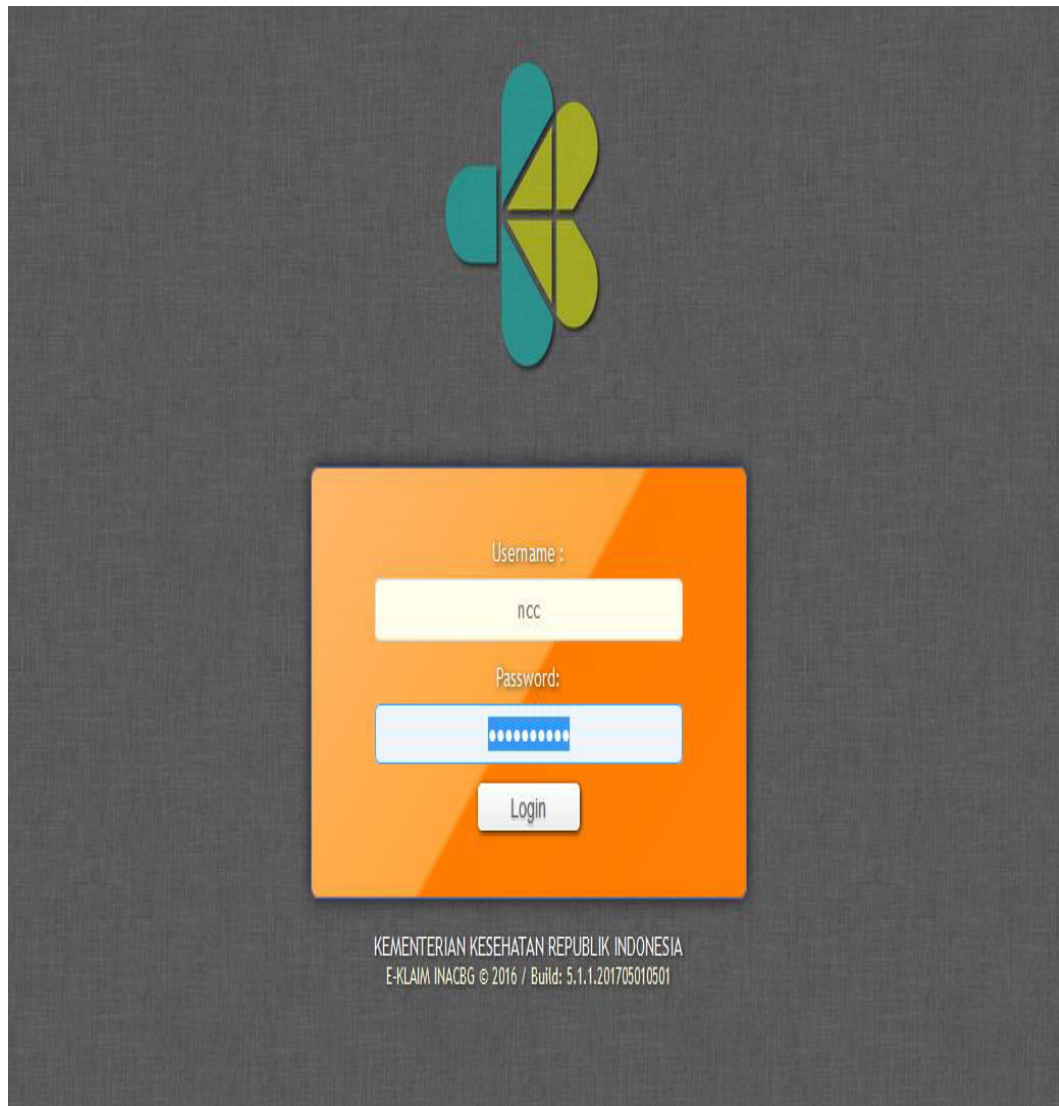 Username :
ncc
Password:
••••••••••
Login
KEMENTERIAN KESEHATAN REPUBLIK INDONESIA
E-KLAIM INACBG © 2016 / Build: 5.1.1.201705010501